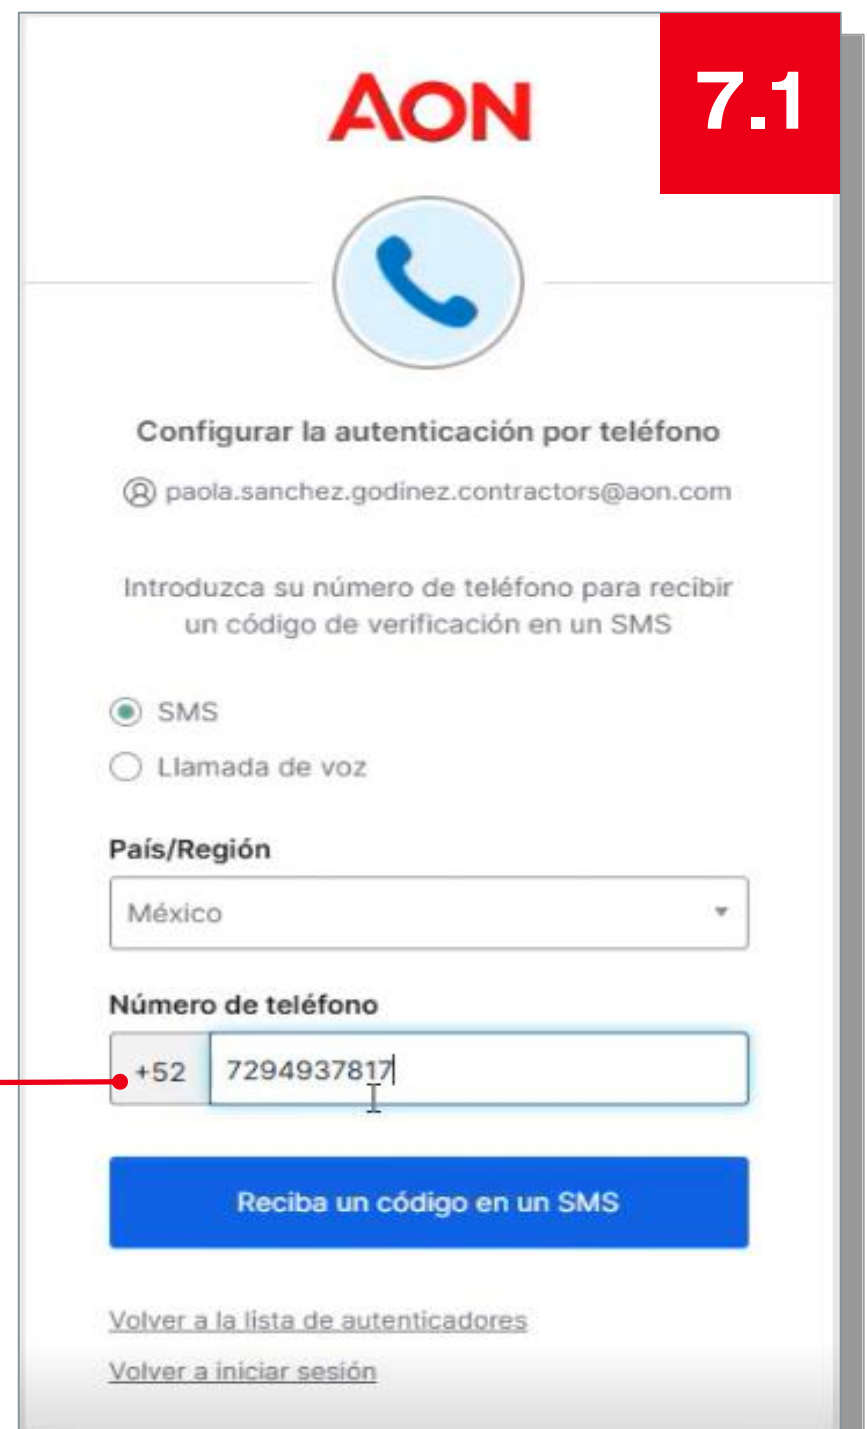 AON
7.1
Configurar la autenticación por teléfono
paola.sanchez.godinez.contractors@aon.com
Introduzca su número de teléfono para recibir
un código de verificación en un SMS
SMS
Llamada de voz
País/Región
México
Número de teléfono
+52 7294937817
Reciba un código en un SMS
Volver a la lista de autenticadores
Volver a iniciar sesión